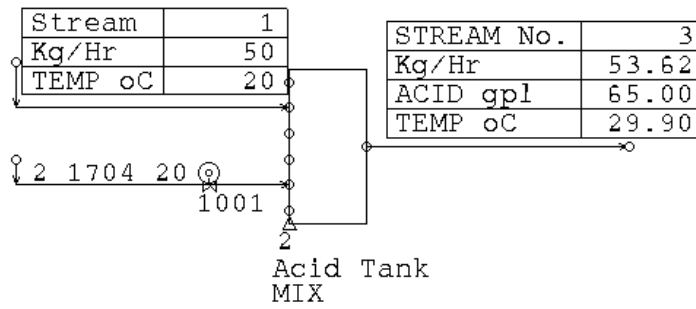 Stream 1
Kg/Hr 50
TEMP oC 20
STREAM No. 3
Kg/Hr 53.62
ACID gpl 65.00
TEMP oC 29.90
2 1704 20
1001
2
Acid Tank
MIX